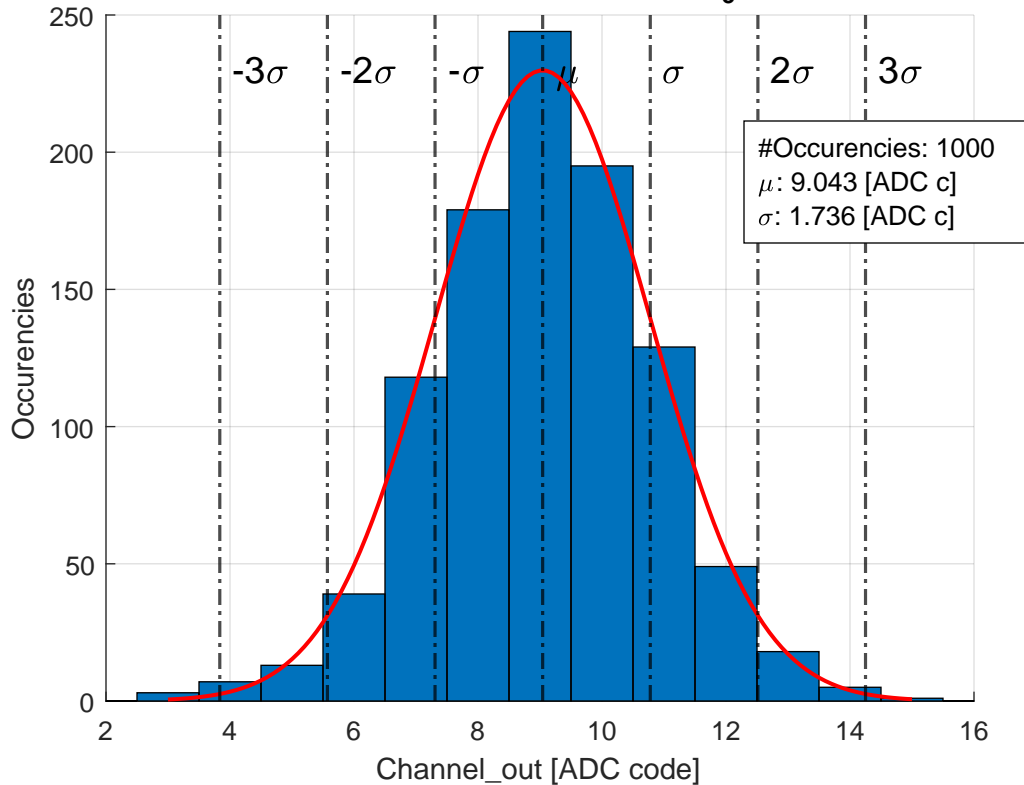 250
200
150
100
50
0
Occurencies
-3σ
-2σ
-σ
μ
σ
2σ
3σ
#Occurencies: 1000
μ: 9.043 [ADC c]
σ: 1.736 [ADC c]
2
4
6
8
10
12
14
16
Channel_out [ADC code]